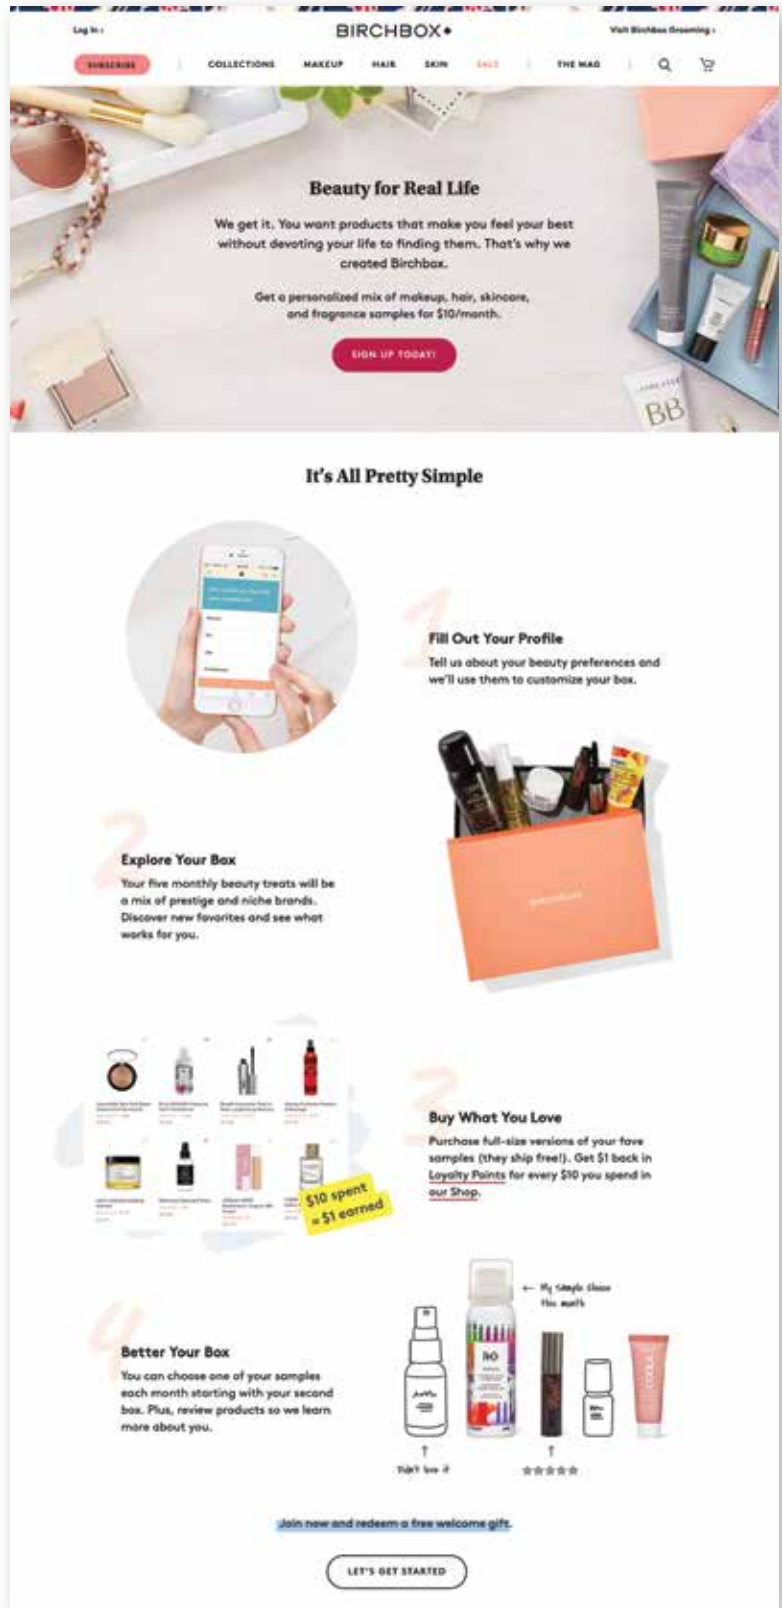 Log in ›
BIRCHBOX
Visit Birchbox Grooming ›
SUBSCRIBE
COLLECTIONS
MAKEUP
HAIR
SKIN
SALE
THE MAG
Beauty for Real Life
We get it. You want products that make you feel your best
without devoting your life to finding them. That's why we
created Birchbox.
Get a personalized mix of makeup, hair, skincare,
and fragrance samples for $10/month.
SIGN UP TODAY!
BB
It's All Pretty Simple
1
Fill Out Your Profile
Tell us about your beauty preferences and
we'll use them to customize your box.
2
Explore Your Box
Your five monthly beauty treats will be
a mix of prestige and niche brands.
Discover new favorites and see what
works for you.
3
Buy What You Love
Purchase full-size versions of your fave
samples (they ship free!). Get $1 back in
Loyalty Points for every $10 you spend in
our Shop.
$10 spent
= $1 earned
4
Better Your Box
You can choose one of your samples
each month starting with your second
box. Plus, review products so we learn
more about you.
← My Sample Choice
this month
COOLA
Didn't love it
Join now and redeem a free welcome gift.
LET'S GET STARTED